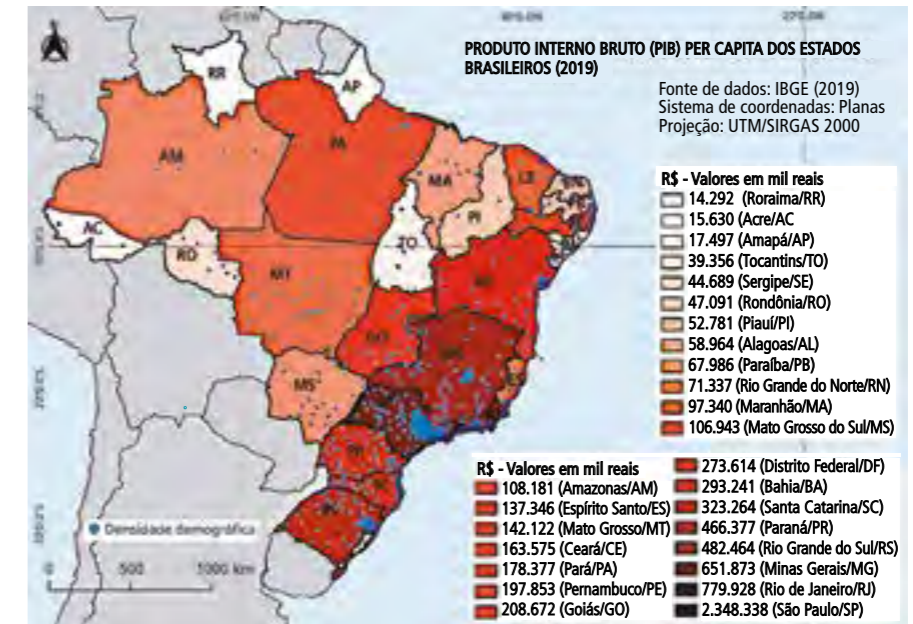 PRODUTO INTERNO BRUTO (PIB) PER CAPITA DOS ESTADOS
BRASILEIROS (2019)
Fonte de dados: IBGE (2019)
Sistema de coordenadas: Planas
Projeção: UTM/SIRGAS 2000
RR
AP
AM
PA
MA
CE
PI
AC
TO
RO
MT
MS
PR
R$ - Valores em mil reais
14.292 (Roraima/RR)
15.630 (Acre/AC
17.497 (Amapá/AP)
39.356 (Tocantins/TO)
44.689 (Sergipe/SE)
47.091 (Rondônia/RO)
52.781 (Piauí/PI)
58.964 (Alagoas/AL)
67.986 (Paraíba/PB)
71.337 (Rio Grande do Norte/RN)
97.340 (Maranhão/MA)
106.943 (Mato Grosso do Sul/MS)
R$ - Valores em mil reais
108.181 (Amazonas/AM)
137.346 (Espírito Santo/ES)
142.122 (Mato Grosso/MT)
163.575 (Ceará/CE)
178.377 (Pará/PA)
197.853 (Pernambuco/PE)
208.672 (Goiás/GO)
273.614 (Distrito Federal/DF)
293.241 (Bahia/BA)
323.264 (Santa Catarina/SC)
466.377 (Paraná/PR)
482.464 (Rio Grande do Sul/RS)
651.873 (Minas Gerais/MG)
779.928 (Rio de Janeiro/RJ)
2.348.338 (São Paulo/SP)
Densidade demográfica
0 500 1000 km